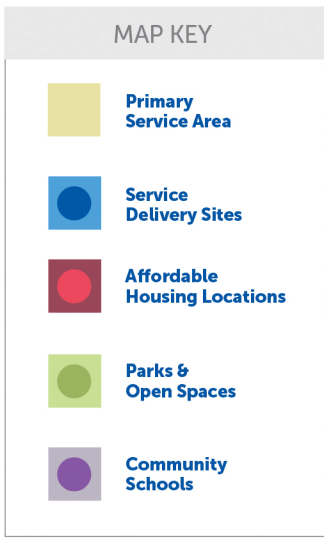 MAP KEY
Primary
Service Area
Service
Delivery Sites
Affordable
Housing Locations
Parks &
Open Spaces
Community
Schools